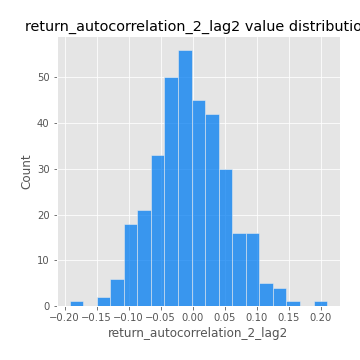 return_autocorrelation_2_lag2 value distributio
50
40
30
20
10
0
Count
−0.20 −0.15 −0.10 −0.05 0.00 0.05 0.10 0.15 0.20
return_autocorrelation_2_lag2